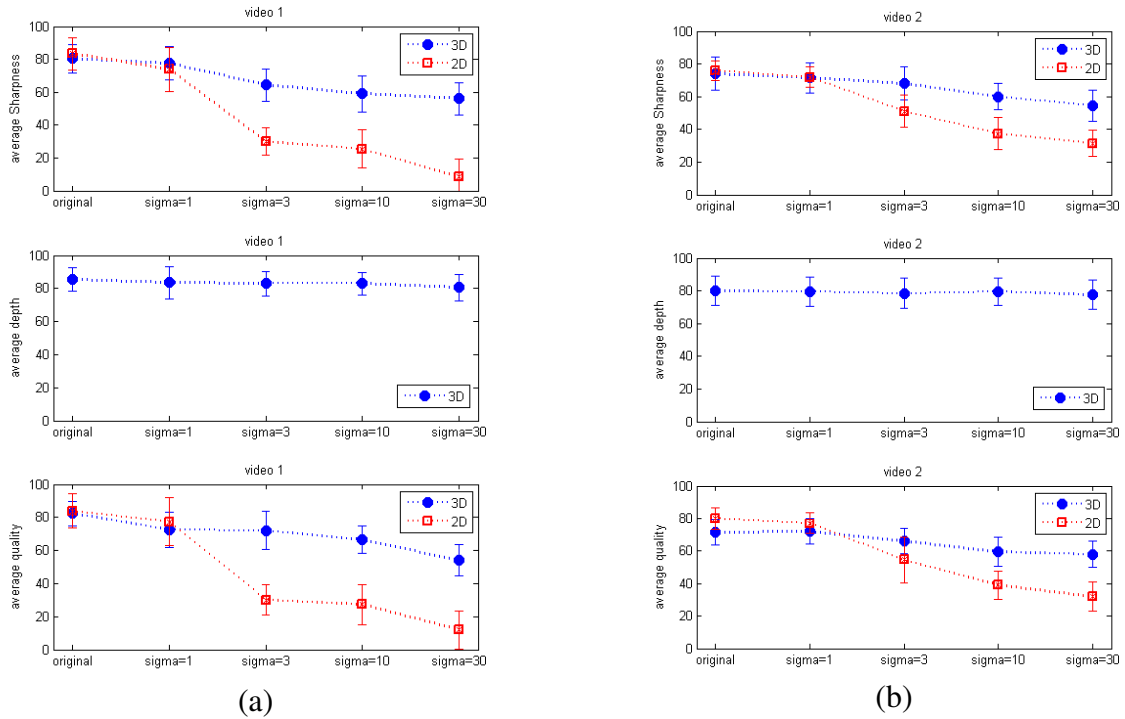 video 1
average Sharpness
100
80
60
40
20
0
3D
2D
original sigma=1 sigma=3 sigma=10 sigma=30
video 1
average depth
100
80
60
40
20
0
3D
original sigma=1 sigma=3 sigma=10 sigma=30
video 1
average quality
100
80
60
40
20
0
3D
2D
original sigma=1 sigma=3 sigma=10 sigma=30
(a)
video 2
average Sharpness
100
80
60
40
20
0
3D
2D
original sigma=1 sigma=3 sigma=10 sigma=30
video 2
average depth
100
80
60
40
20
0
3D
original sigma=1 sigma=3 sigma=10 sigma=30
video 2
average quality
100
80
60
40
20
0
3D
2D
original sigma=1 sigma=3 sigma=10 sigma=30
(b)